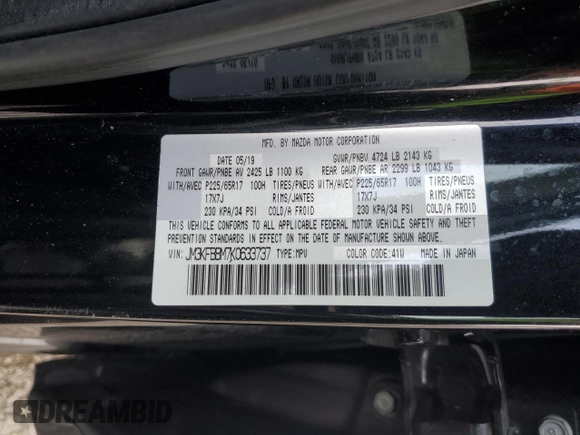 MFD. BY MAZDA MOTOR CORPORATION
DATE 05/19 GVWR/PNBV 4724 LB 2143 KG
FRONT GAWR/PNBE AV 2425 LB 1100 KG REAR GAWR/PNBE AR 2299 LB 1043 KG
WITH/AVEC P225/65R17 100H TIRES/PNEUS WITH/AVEC P225/65R17 100H TIRES/PNEUS
17X7J RIMS/JANTES 17X7J RIMS/JANTES
230 KPA/34 PSI COLD/A FROID 230 KPA/34 PSI COLD/A FROID
THIS VEHICLE CONFORMS TO ALL APPLICABLE FEDERAL MOTOR VEHICLE SAFETY AND THEFT
PREVENTION STANDARDS IN EFFECT ON THE DATE OF MANUFACTURE SHOWN ABOVE.
VIN: JM3KFBBM7K0633737 TYPE:MPV COLOR CODE:41W MADE IN JAPAN
DREAMBID